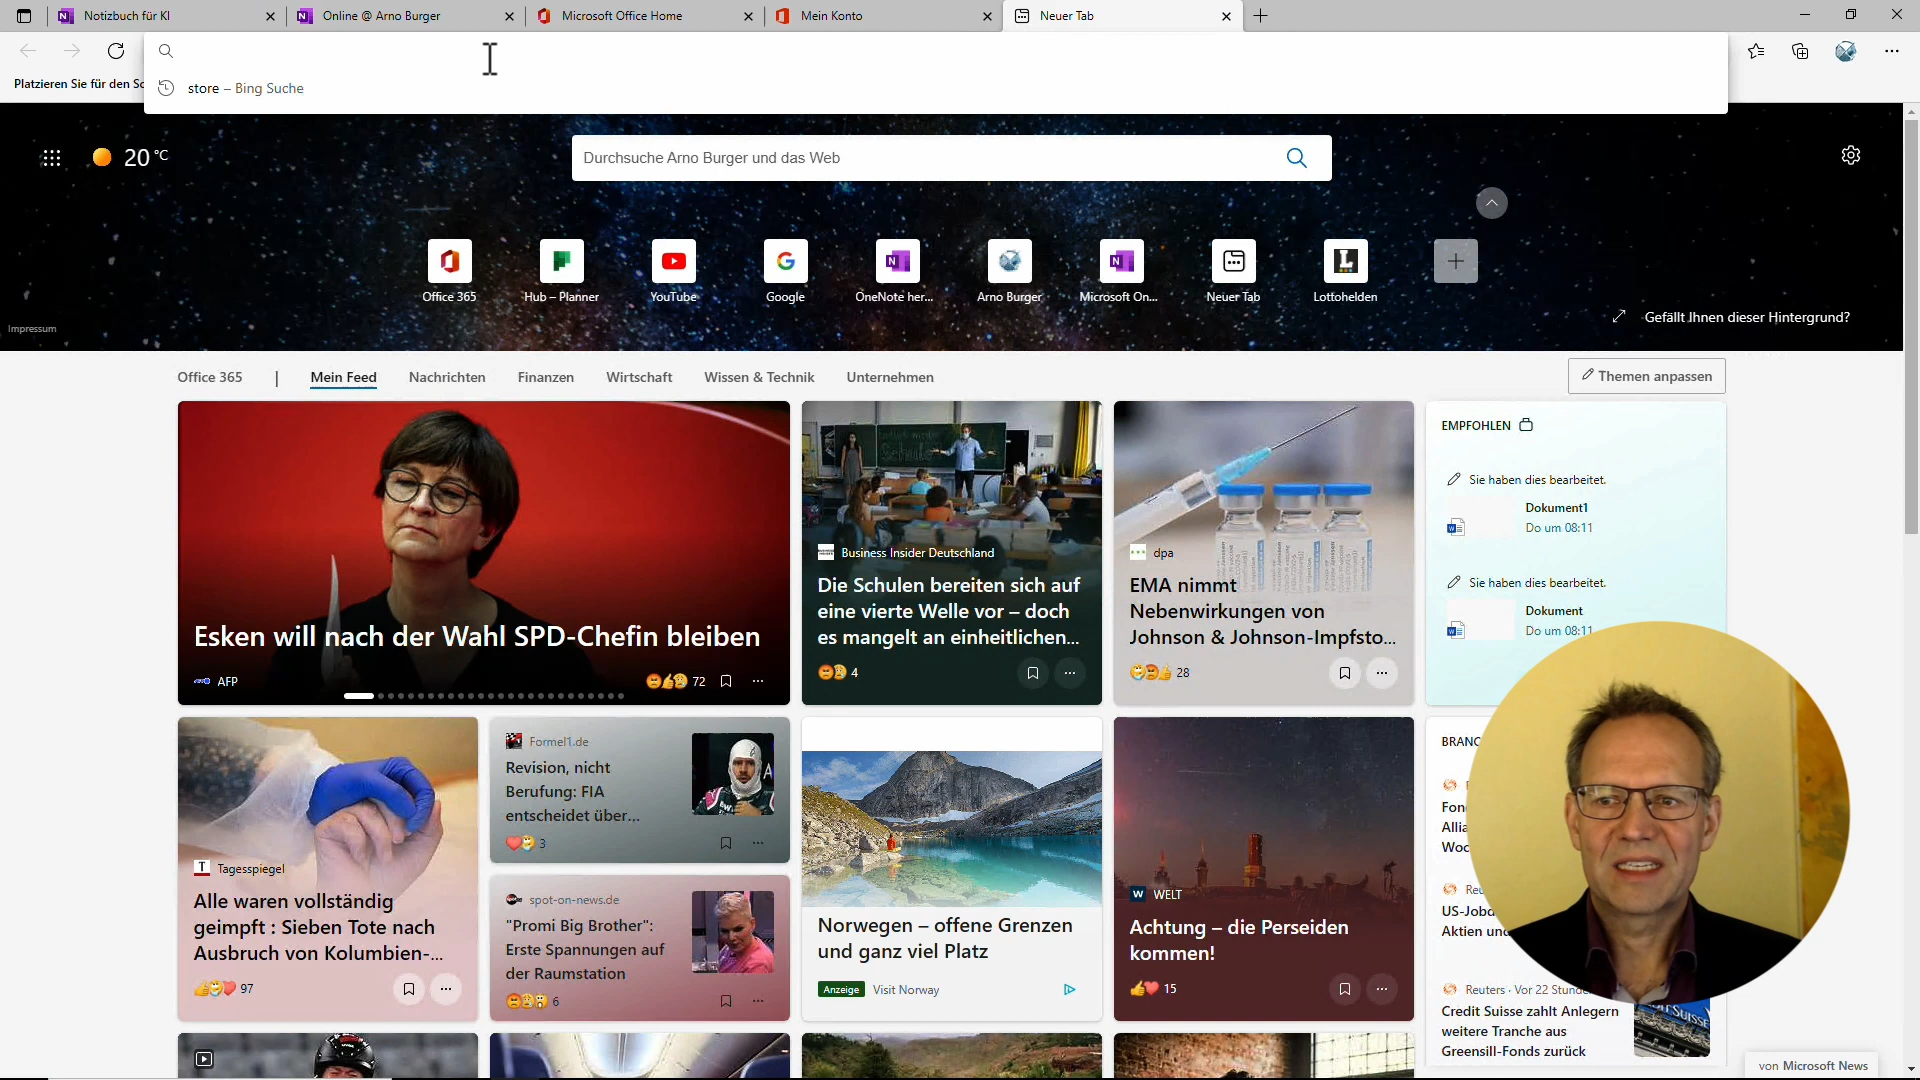 Notizbuch für KI
Online @ Arno Burger
Microsoft Office Home
Mein Konto
Neuer Tab
store – Bing Suche
Platzieren Sie für den Sc
20 °C
Durchsuche Arno Burger und das Web
Office 365
Hub – Planner
YouTube
Google
OneNote her...
Arno Burger
Microsoft On...
Neuer Tab
Lottohelden
Impressum
Gefällt Ihnen dieser Hintergrund?
Office 365 | Mein Feed Nachrichten Finanzen Wirtschaft Wissen & Technik Unternehmen
Themen anpassen
Esken will nach der Wahl SPD-Chefin bleiben
AFP
72
Business Insider Deutschland
Die Schulen bereiten sich auf
eine vierte Welle vor – doch
es mangelt an einheitlichen...
4
dpa
EMA nimmt
Nebenwirkungen von
Johnson & Johnson-Impfsto...
28
EMPFOHLEN
Sie haben dies bearbeitet.
Dokument1
Do um 08:11
Sie haben dies bearbeitet.
Dokument
Do um 08:11
Tagesspiegel
Alle waren vollständig
geimpft : Sieben Tote nach
Ausbruch von Kolumbien-...
97
Formel1.de
Revision, nicht
Berufung: FIA
entscheidet über...
3
spot-on-news.de
"Promi Big Brother":
Erste Spannungen auf
der Raumstation
6
Norwegen – offene Grenzen
und ganz viel Platz
Anzeige Visit Norway
WELT
Achtung – die Perseiden
kommen!
15
BRANC
Fon
Allia
Woc
Reu
US-Jobd
Aktien und
Reuters · Vor 22 Stunde
Credit Suisse zahlt Anlegern
weitere Tranche aus
Greensill-Fonds zurück
von Microsoft News